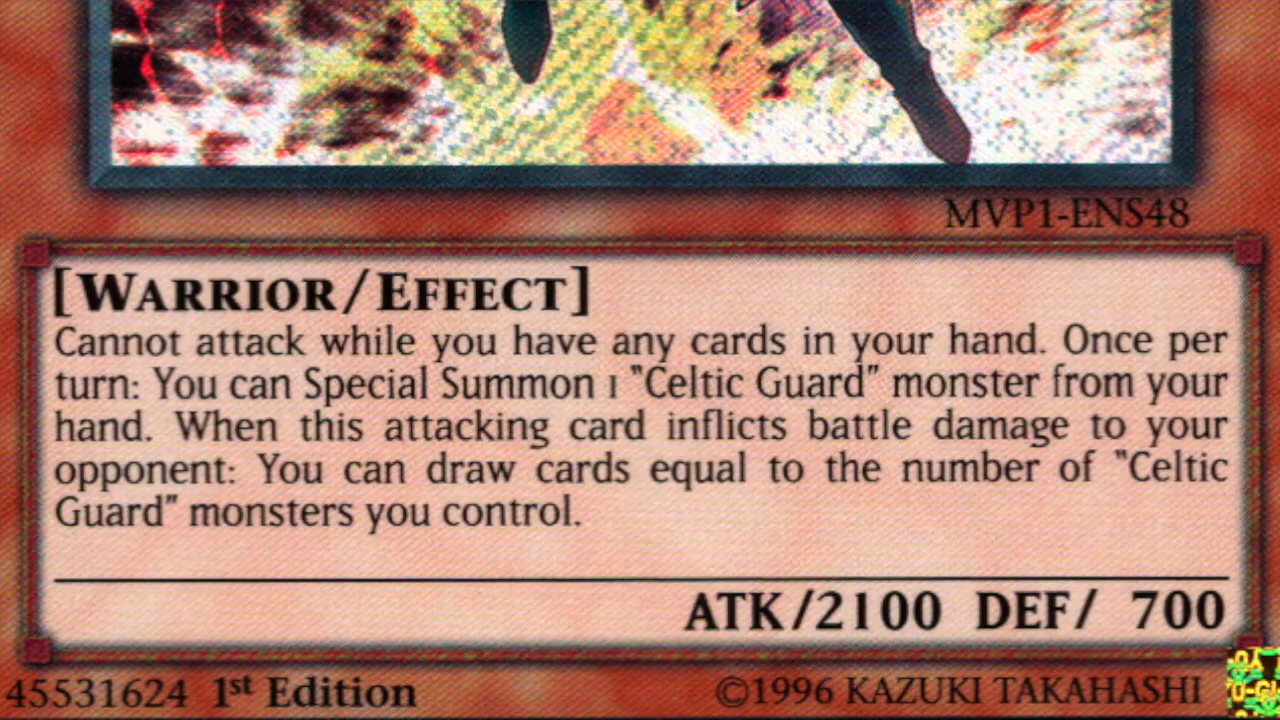 MVP1-ENS48
[WARRIOR/EFFECT]
Cannot attack while you have any cards in your hand. Once per
turn: You can Special Summon 1 "Celtic Guard" monster from your
hand. When this attacking card inflicts battle damage to your
opponent: You can draw cards equal to the number of "Celtic
Guard" monsters you control.
ATK/2100 DEF/ 700
45531624 1st Edition
©1996 KAZUKI TAKAHASHI